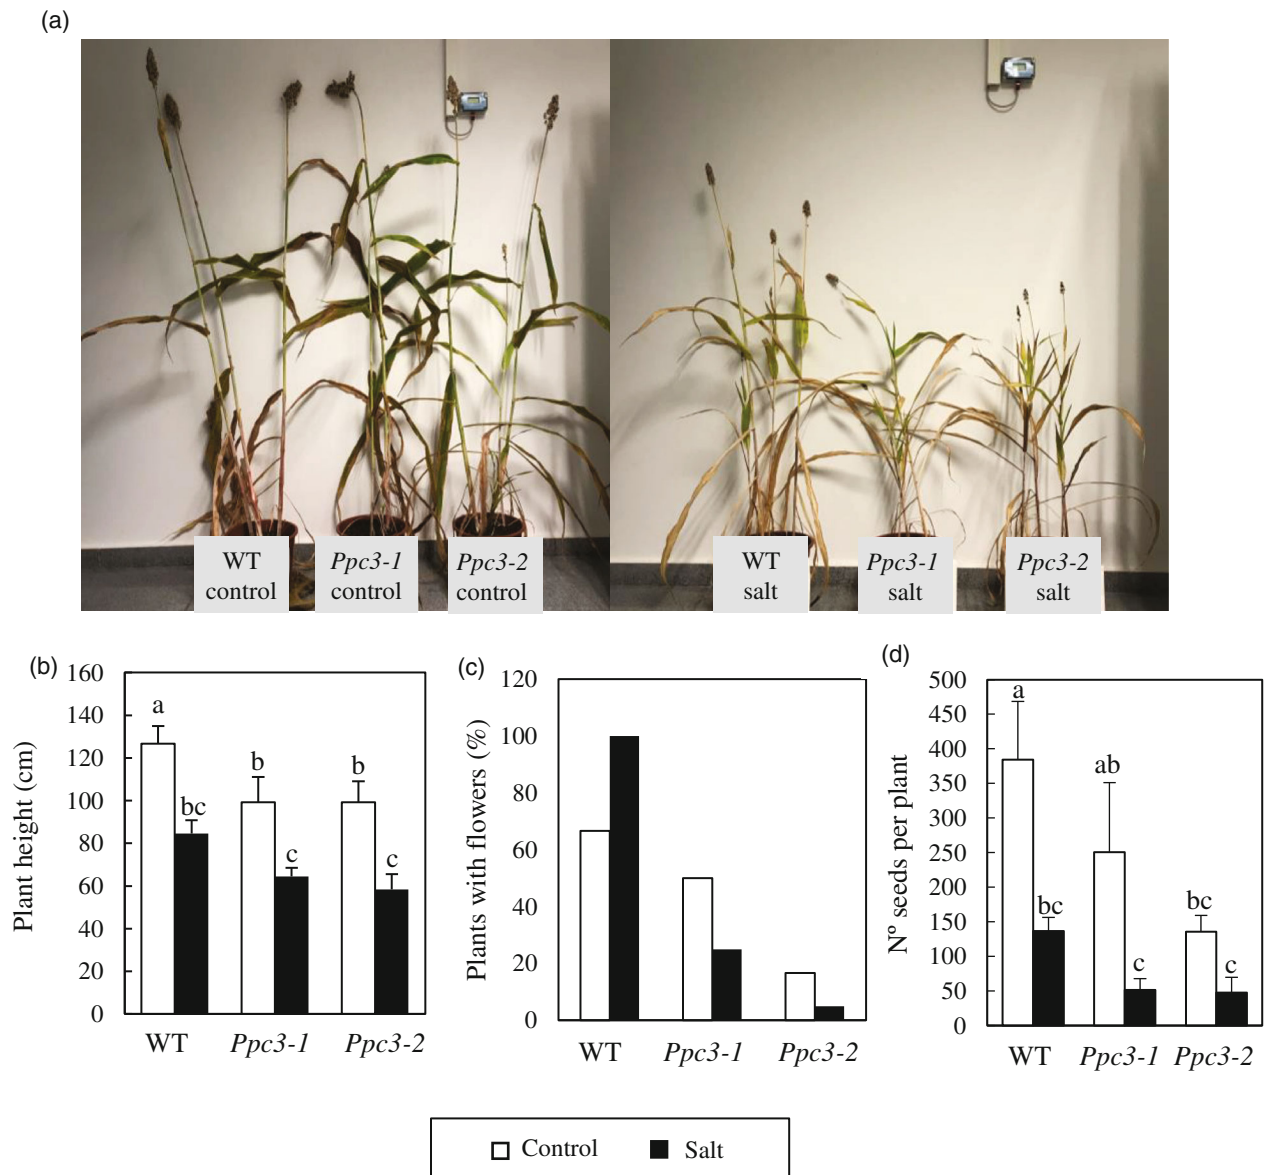 (a)
WT
control
Ppc3-1
control
Ppc3-2
control
WT
salt
Ppc3-1
salt
Ppc3-2
salt
(b)
Plant height (cm)
160
140
120
100
80
60
40
20
0
a
bc
b
c
b
c
WT
Ppc3-1
Ppc3-2
(c)
Plants with flowers (%)
120
100
80
60
40
20
0
WT
Ppc3-1
Ppc3-2
(d)
Nº seeds per plant
500
450
400
350
300
250
200
150
100
50
0
a
bc
ab
c
bc
c
WT
Ppc3-1
Ppc3-2
Control
Salt